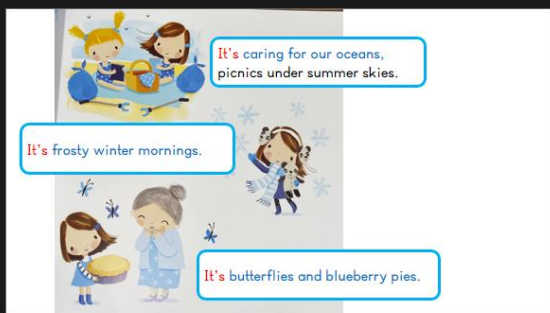 It's caring for our oceans,
picnics under summer skies.
It's frosty winter mornings.
It's butterflies and blueberry pies.